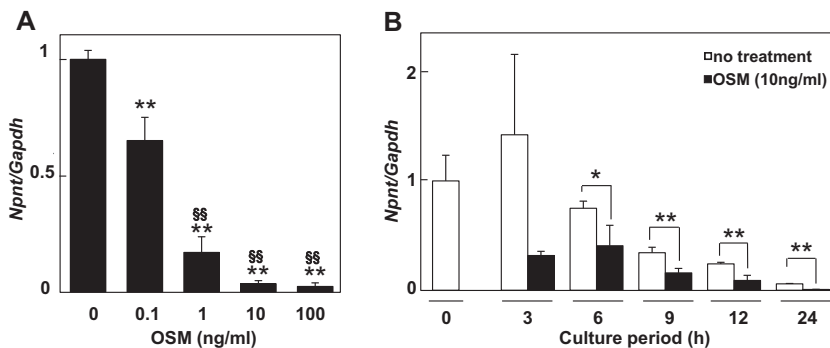 A
Npnt/Gapdh
1
0.5
0
**
§§
**
§§
**
§§
**
0 0.1 1 10 100
OSM (ng/ml)
B
Npnt/Gapdh
2
1
0
no treatment
OSM (10ng/ml)
*
**
**
**
0 3 6 9 12 24
Culture period (h)